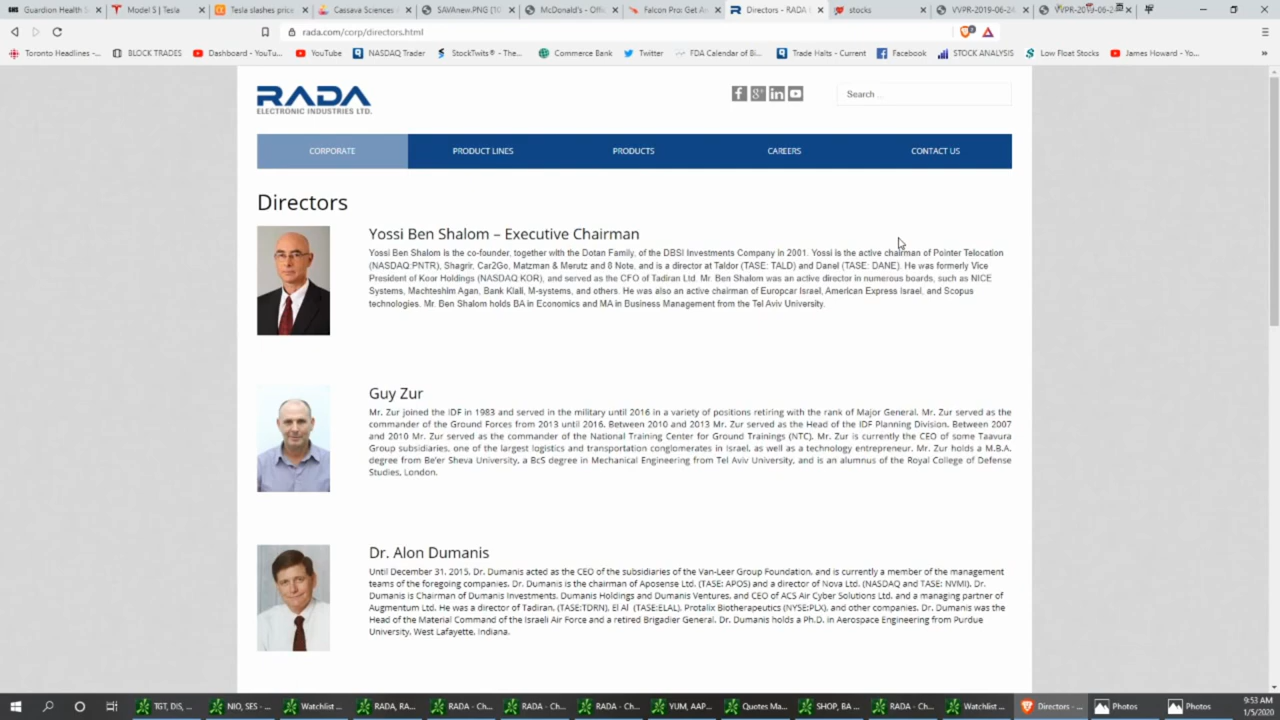 Guardion Health S
Model S | Tesla
Tesla slashes price
Cassava Sciences
SAVAnew.PNG [10
McDonald's - Offic
Falcon Pro: Get A
Directors - RADA
stocks
VVPR-2019-06-24
VVPR-2019-06-2
rada.com/corp/directors.html
Toronto Headlines -...
BLOCK TRADES
Dashboard - YouTu...
YouTube
NASDAQ Trader
StockTwits® - The...
Commerce Bank
Twitter
FDA Calendar of Bi...
Trade Halts - Current
Facebook
STOCK ANALYSIS
Low Float Stocks
James Howard - Yo...
RADA
ELECTRONIC INDUSTRIES LTD.
Search ...
CORPORATE
PRODUCT LINES
PRODUCTS
CAREERS
CONTACT US
Directors
Yossi Ben Shalom – Executive Chairman
Yossi Ben Shalom is the co-founder, together with the Dotan Family, of the DBSI Investments Company in 2001. Yossi is the active chairman of Pointer Telocation
(NASDAQ:PNTR), Shagrir, Car2Go, Matzman & Merutz and 8 Note, and is a director at Taldor (TASE: TALD) and Danel (TASE: DANE). He was formerly Vice
President of Koor Holdings (NASDAQ:KOR), and served as the CFO of Tadiran Ltd. Mr. Ben Shalom was an active director in numerous boards, such as NICE
Systems, Machteshim Agan, Bank Klali, M-systems, and others. He was also an active chairman of Europcar Israel, American Express Israel, and Scopus
technologies. Mr. Ben Shalom holds BA in Economics and MA in Business Management from the Tel Aviv University.
Guy Zur
Mr. Zur joined the IDF in 1983 and served in the military until 2016 in a variety of positions retiring with the rank of Major General. Mr. Zur served as the
commander of the Ground Forces from 2013 until 2016. Between 2010 and 2013 Mr. Zur served as the Head of the IDF Planning Division. Between 2007
and 2010 Mr. Zur served as the commander of the National Training Center for Ground Trainings (NTC). Mr. Zur is currently the CEO of some Taavura
Group subsidiaries, one of the largest logistics and transportation conglomerates in Israel, as well as a technology entrepreneur. Mr. Zur holds a M.B.A.
degree from Be'er Sheva University, a BcS degree in Mechanical Engineering from Tel Aviv University, and is an alumnus of the Royal College of Defense
Studies, London.
Dr. Alon Dumanis
Until December 31, 2015, Dr. Dumanis acted as the CEO of the subsidiaries of the Van-Leer Group Foundation, and is currently a member of the management
teams of the foregoing companies. Dr. Dumanis is the chairman of Aposense Ltd. (TASE: APOS) and a director of Nova Ltd. (NASDAQ and TASE: NVMI). Dr.
Dumanis is Chairman of Dumanis Investments, Dumanis Holdings and Dumanis Ventures, and CEO of ACS Air Cyber Solutions Ltd. and a managing partner of
Augmentum Ltd. He was a director of Tadiran, (TASE:TDRN), El Al (TASE:ELAL), Protalix Biotherapeutics (NYSE:PLX), and other companies. Dr. Dumanis was the
Head of the Material Command of the Israeli Air Force and a retired Brigadier General. Dr. Dumanis holds a Ph.D. in Aerospace Engineering from Purdue
University, West Lafayette, Indiana.
TGT, DIS, ...
NIO, SES - ...
Watchlist ...
RADA, RA...
RADA - Ch...
RADA - Ch...
RADA - Ch...
YUM, AAP...
Quotes Ma...
SHOP, BA ...
RADA - Ch...
Watchlist ...
Directors - ...
Photos
Photos
9:53 AM
1/5/2020